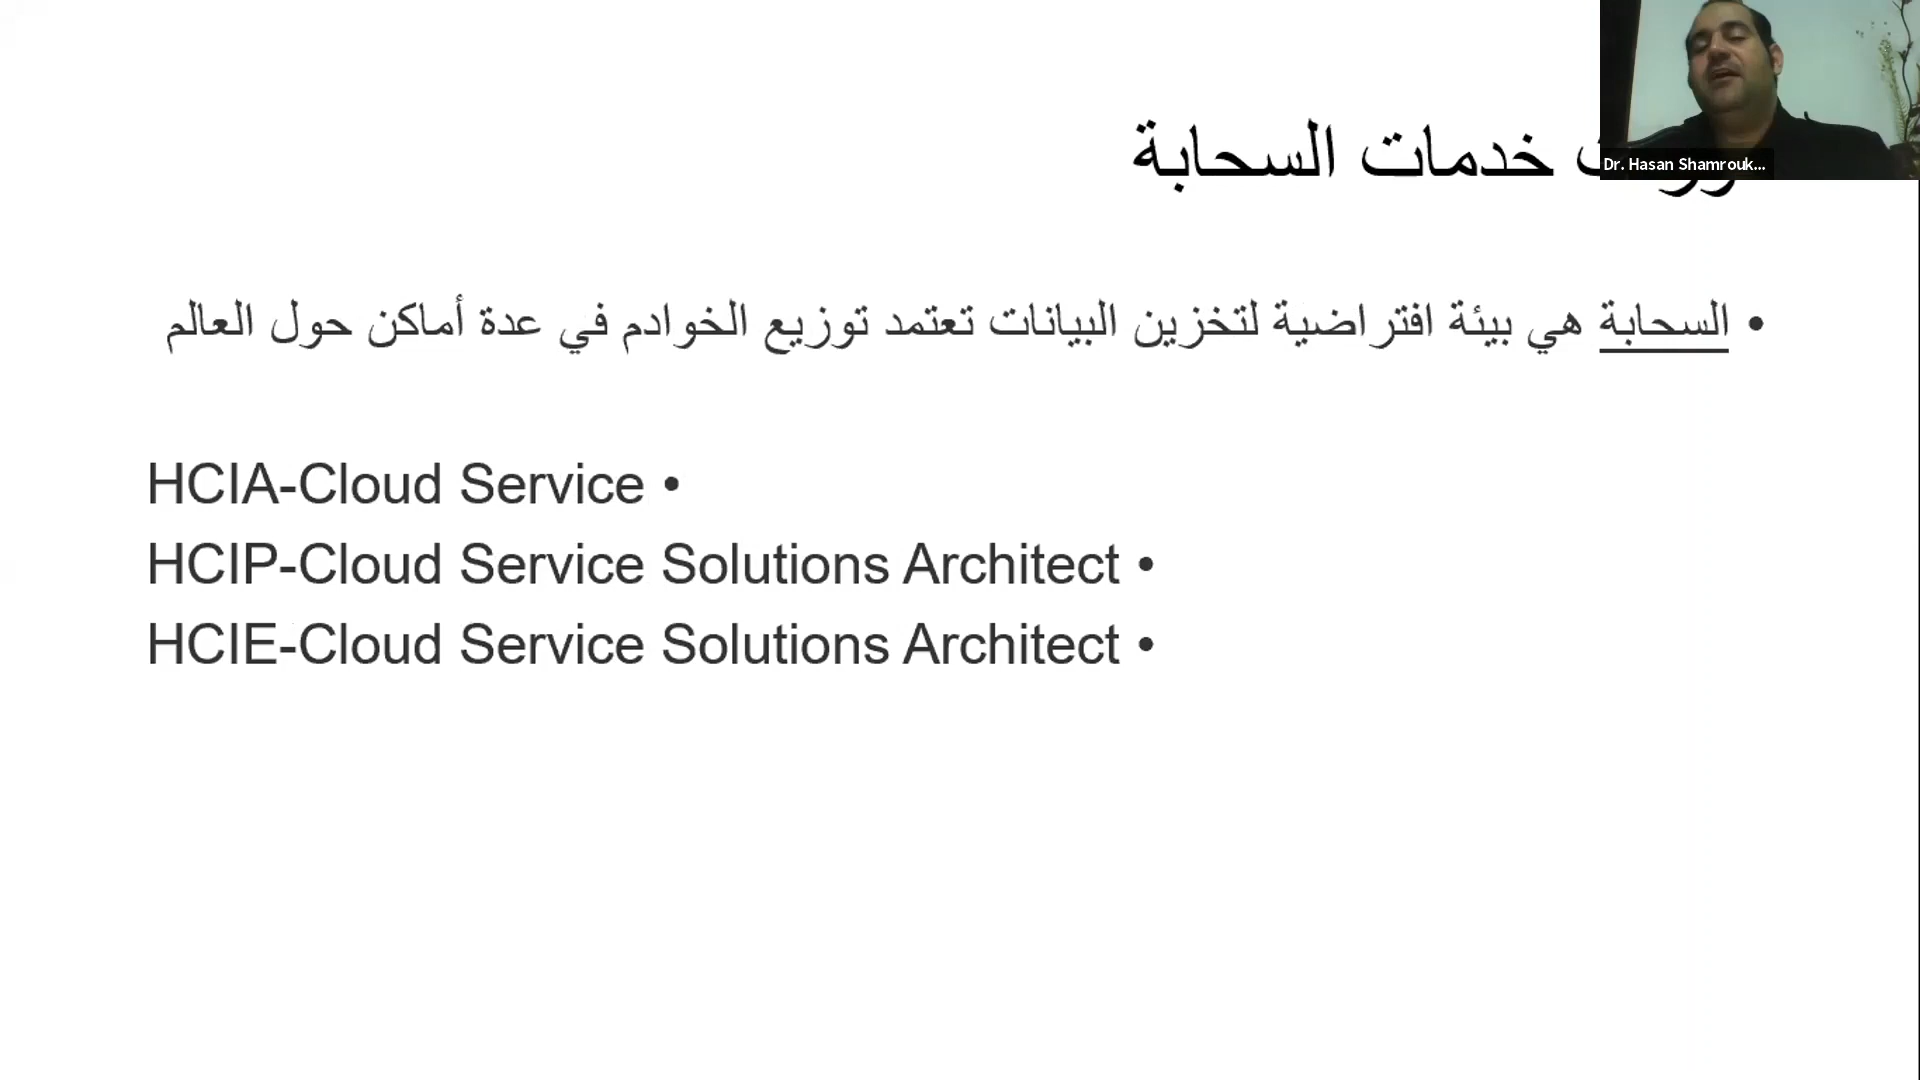 خدمات السحابة
Dr. Hasan Shamrouk...
• السحابة هي بيئة افتراضية لتخزين البيانات تعتمد توزيع الخوادم في عدة أماكن حول العالم
HCIA-Cloud Service •
HCIP-Cloud Service Solutions Architect •
HCIE-Cloud Service Solutions Architect •